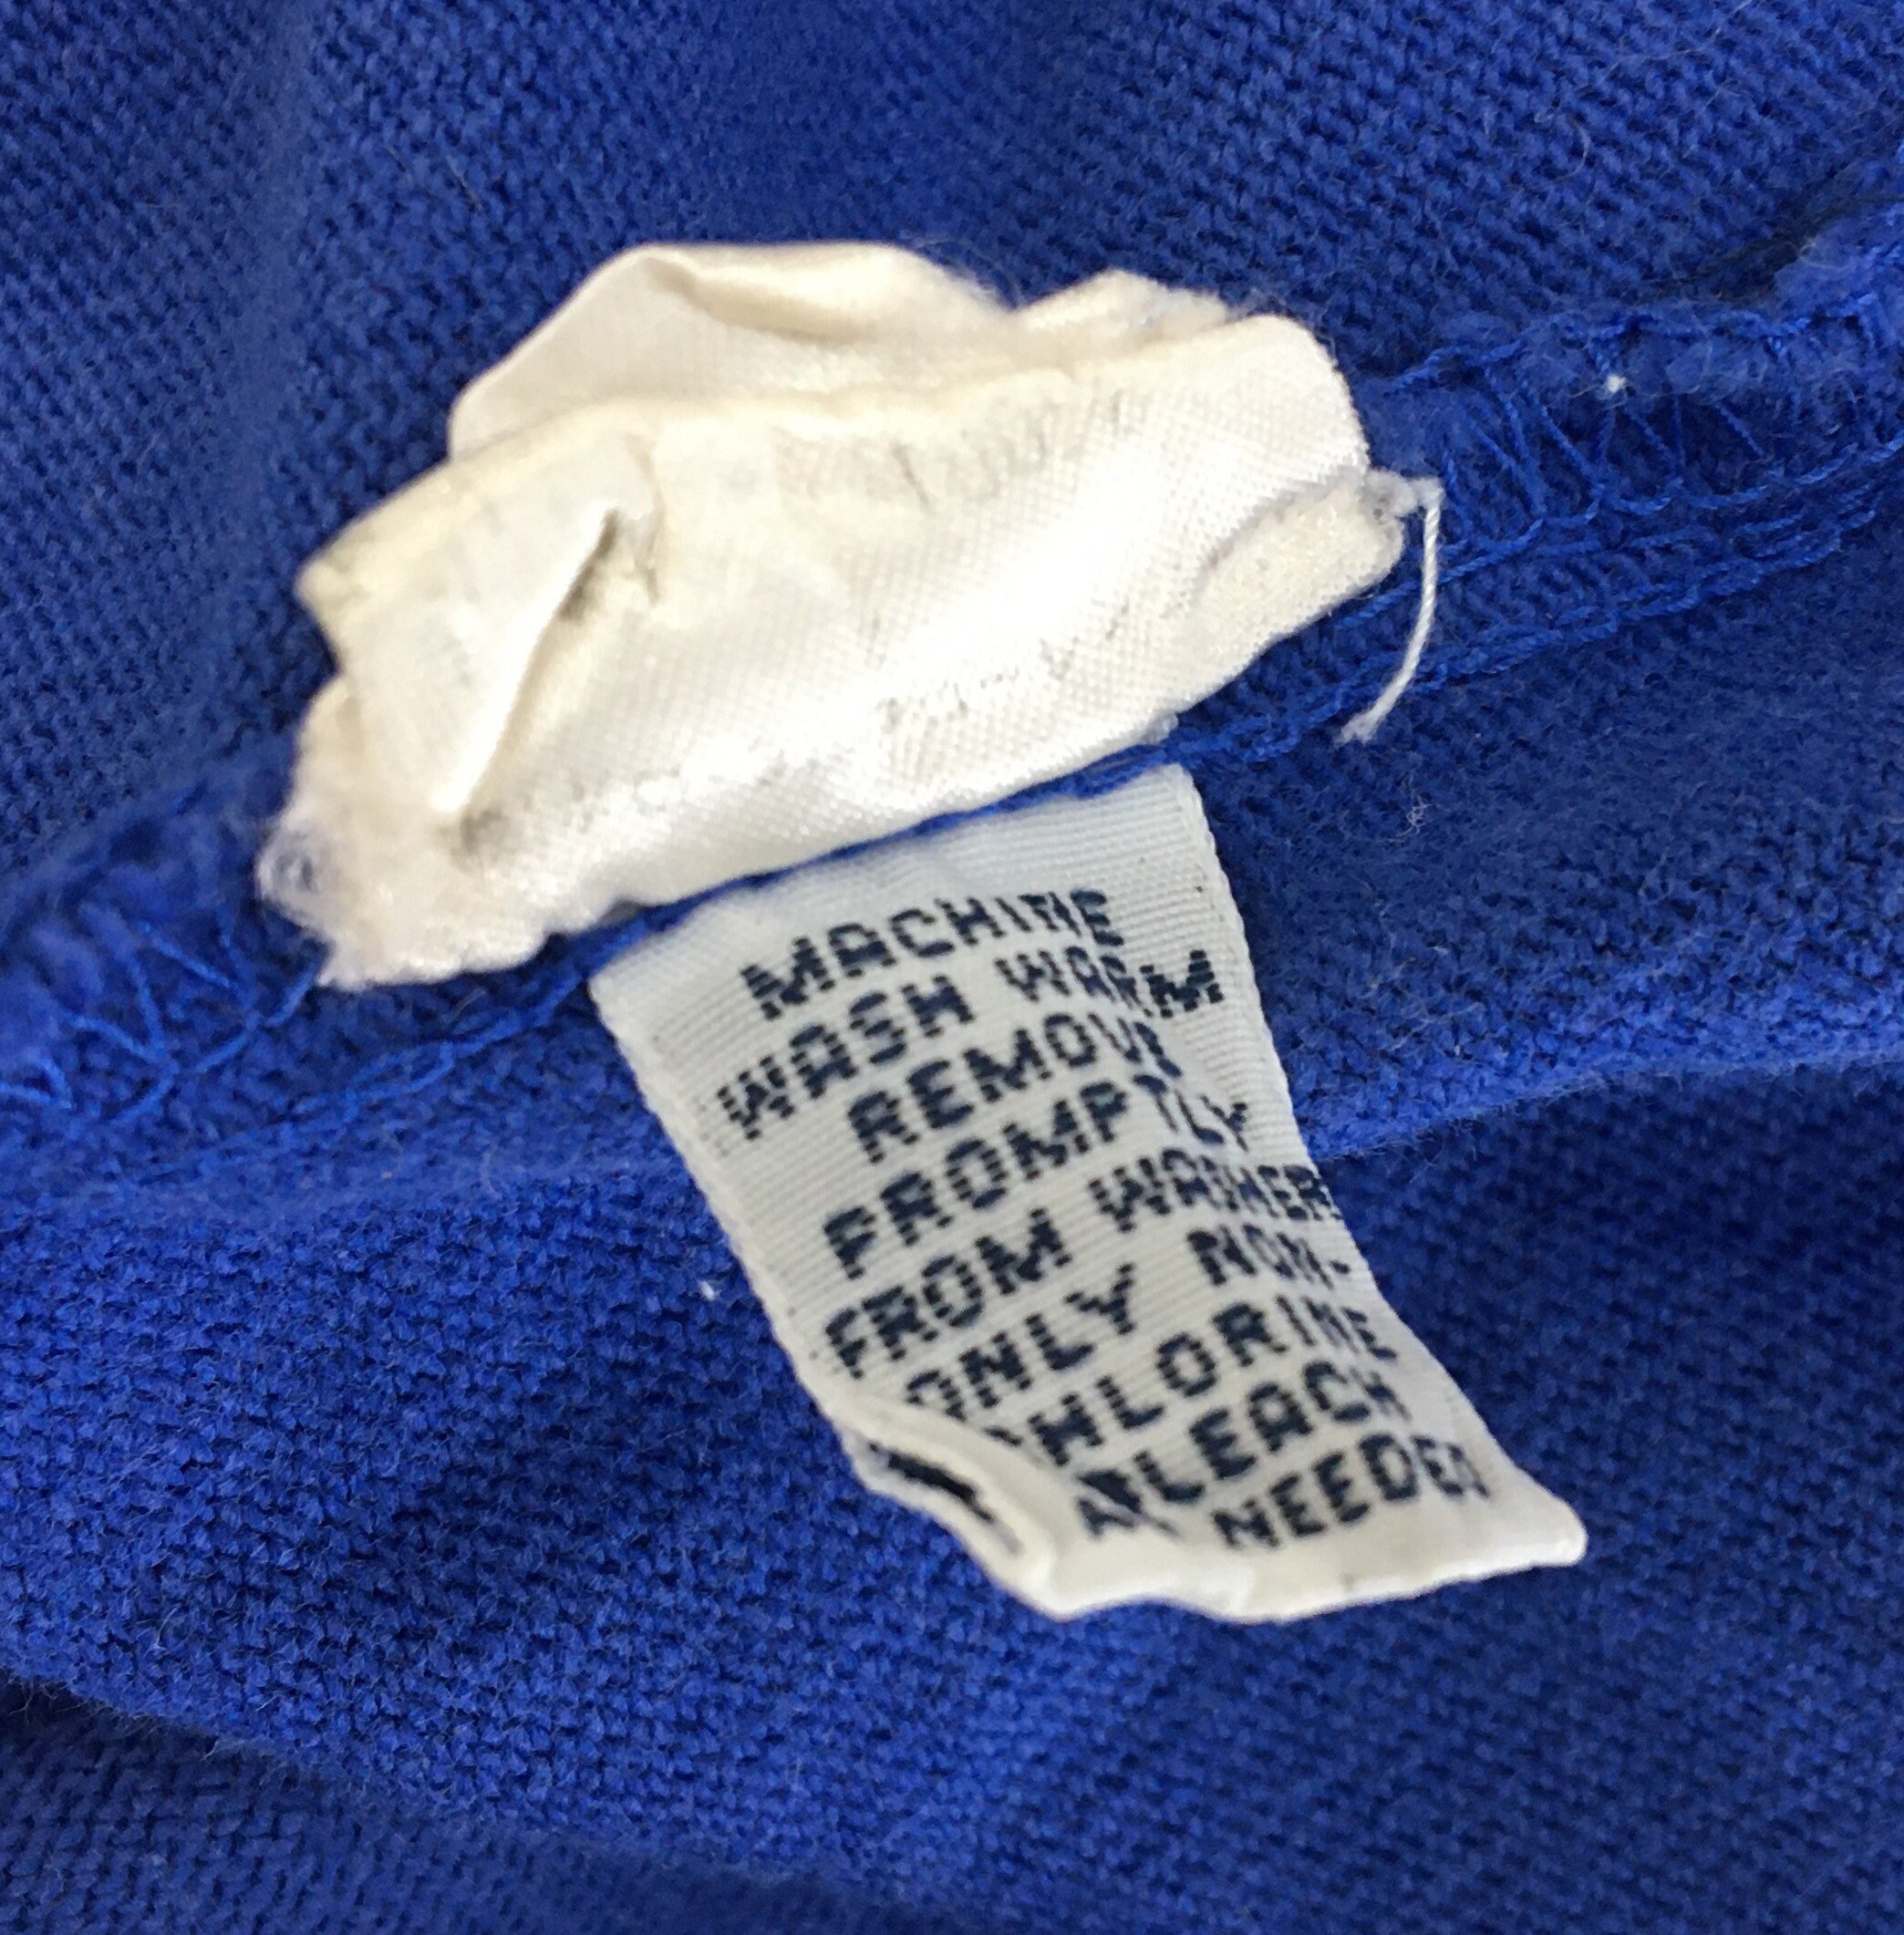 MACHINE
WASH WARM
REMOVE
PROMPTLY
FROM WASHER
ONLY NON-
CHLORINE
BLEACH
NEEDED